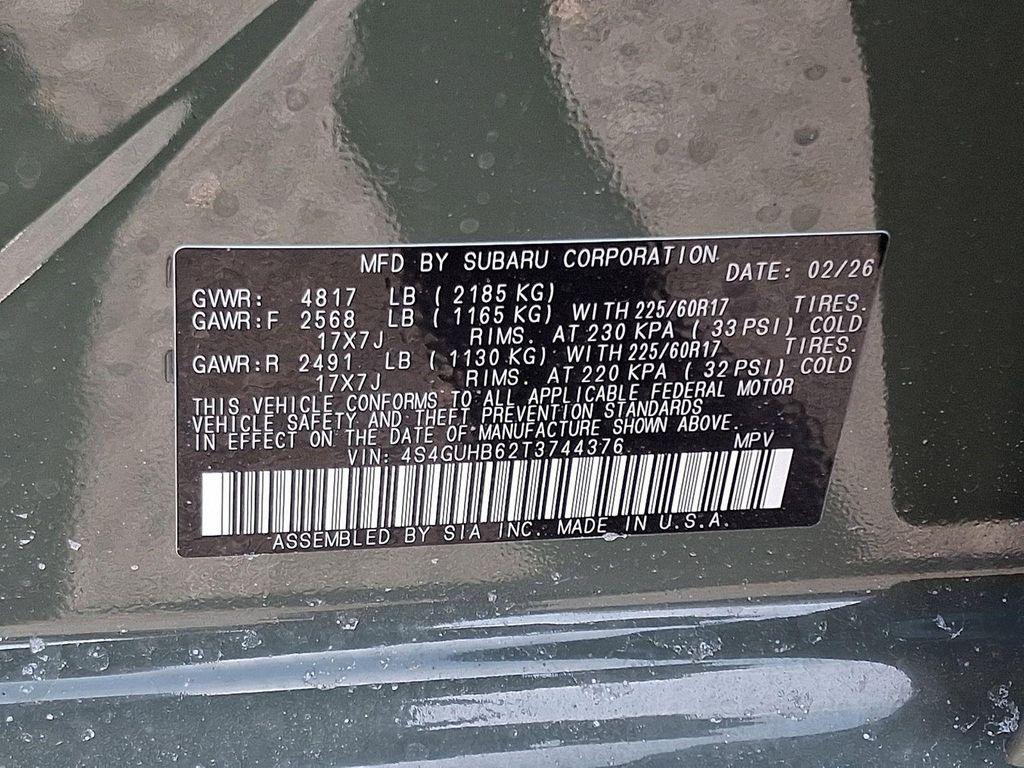 MFD BY SUBARU CORPORATION
DATE: 02/26
GVWR: 4817 LB ( 2185 KG)
GAWR:F 2568 LB ( 1165 KG) WITH 225/60R17 TIRES.
17X7J RIMS. AT 230 KPA ( 33 PSI) COLD
GAWR:R 2491 LB ( 1130 KG) WITH 225/60R17 TIRES.
17X7J RIMS. AT 220 KPA ( 32 PSI) COLD
THIS VEHICLE CONFORMS TO ALL APPLICABLE FEDERAL MOTOR
VEHICLE SAFETY AND THEFT PREVENTION STANDARDS
IN EFFECT ON THE DATE OF MANUFACTURE SHOWN ABOVE.
VIN: 4S4GUHB62T3744376 MPV
ASSEMBLED BY SIA INC. MADE IN U.S.A.